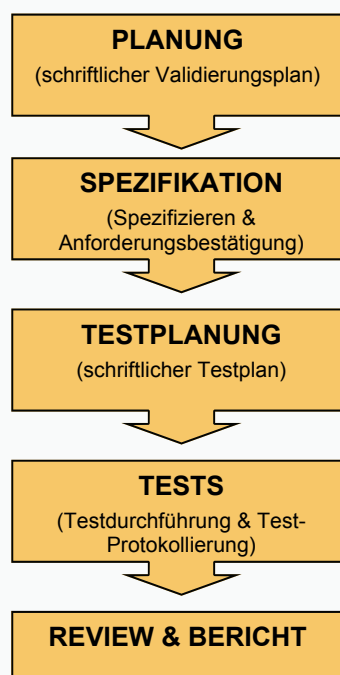 PLANUNG
(schriftlicher Validierungsplan)
SPEZIFIKATION
(Spezifizieren &
Anforderungsbestätigung)
TESTPLANUNG
(schriftlicher Testplan)
TESTS
(Testdurchführung & Test-
Protokollierung)
REVIEW & BERICHT